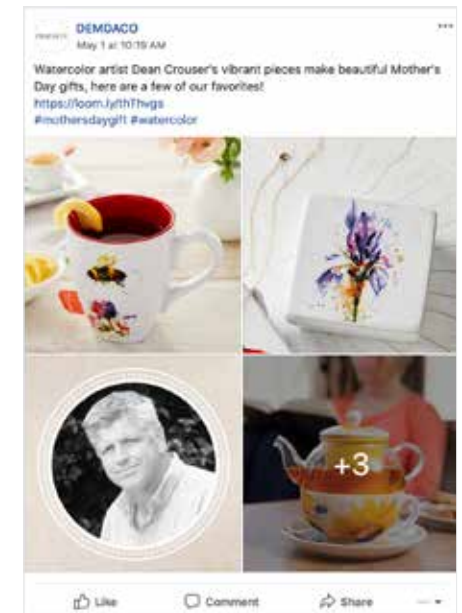 DEMDACO
May 1 at 10:19 AM
Watercolor artist Dean Crouser's vibrant pieces make beautiful Mother's
Day gifts, here are a few of our favorites!
https://loom.ly/thThvgs
#mothersdaygift #watercolor
+3
Like Comment Share